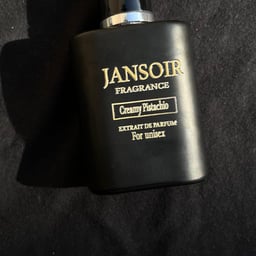 JANSOIR
FRAGRANCE
Creamy Pistachio
EXTRAIT DE PARFUM
For unisex